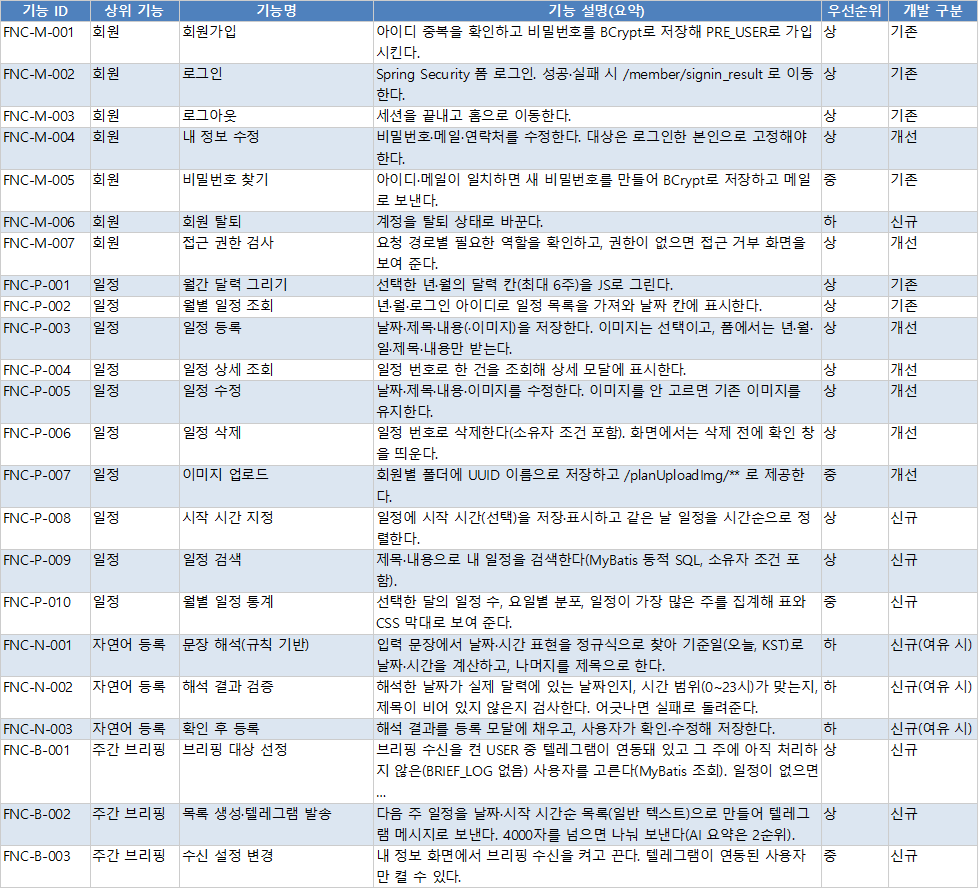 기능 ID 상위 기능 기능명 기능 설명(요약) 우선순위 개발 구분
FNC-M-001 회원 회원가입 아이디 중복을 확인하고 비밀번호를 BCrypt로 저장해 PRE_USER로 가입 상 기존
시킨다.
FNC-M-002 회원 로그인 Spring Security 폼 로그인. 성공·실패 시 /member/signin_result 로 이동 상 기존
한다.
FNC-M-003 회원 로그아웃 세션을 끝내고 홈으로 이동한다. 상 기존
FNC-M-004 회원 내 정보 수정 비밀번호·메일·연락처를 수정한다. 대상은 로그인한 본인으로 고정해야 상 개선
한다.
FNC-M-005 회원 비밀번호 찾기 아이디·메일이 일치하면 새 비밀번호를 만들어 BCrypt로 저장하고 메일 중 기존
로 보낸다.
FNC-M-006 회원 회원 탈퇴 계정을 탈퇴 상태로 바꾼다. 하 신규
FNC-M-007 회원 접근 권한 검사 요청 경로별 필요한 역할을 확인하고, 권한이 없으면 접근 거부 화면을 상 개선
보여 준다.
FNC-P-001 일정 월간 달력 그리기 선택한 년·월의 달력 칸(최대 6주)을 JS로 그린다. 상 기존
FNC-P-002 일정 월별 일정 조회 년·월·로그인 아이디로 일정 목록을 가져와 날짜 칸에 표시한다. 상 기존
FNC-P-003 일정 일정 등록 날짜·제목·내용(·이미지)을 저장한다. 이미지는 선택이고, 폼에서는 년·월· 상 개선
일·제목·내용만 받는다.
FNC-P-004 일정 일정 상세 조회 일정 번호로 한 건을 조회해 상세 모달에 표시한다. 상 개선
FNC-P-005 일정 일정 수정 날짜·제목·내용·이미지를 수정한다. 이미지를 안 고르면 기존 이미지를 상 개선
유지한다.
FNC-P-006 일정 일정 삭제 일정 번호로 삭제한다(소유자 조건 포함). 화면에서는 삭제 전에 확인 창 상 개선
을 띄운다.
FNC-P-007 일정 이미지 업로드 회원별 폴더에 UUID 이름으로 저장하고 /planUploadImg/** 로 제공한 중 개선
다.
FNC-P-008 일정 시작 시간 지정 일정에 시작 시간(선택)을 저장·표시하고 같은 날 일정을 시간순으로 정 상 신규
렬한다.
FNC-P-009 일정 일정 검색 제목·내용으로 내 일정을 검색한다(MyBatis 동적 SQL, 소유자 조건 포 상 신규
함).
FNC-P-010 일정 월별 일정 통계 선택한 달의 일정 수, 요일별 분포, 일정이 가장 많은 주를 집계해 표와 중 신규
CSS 막대로 보여 준다.
FNC-N-001 자연어 등록 문장 해석(규칙 기반) 입력 문장에서 날짜·시간 표현을 정규식으로 찾아 기준일(오늘, KST)로 하 신규(여유 시)
날짜·시간을 계산하고, 나머지를 제목으로 한다.
FNC-N-002 자연어 등록 해석 결과 검증 해석한 날짜가 실제 달력에 있는 날짜인지, 시간 범위(0~23시)가 맞는지, 하 신규(여유 시)
제목이 비어 있지 않은지 검사한다. 어긋나면 실패로 돌려준다.
FNC-N-003 자연어 등록 확인 후 등록 해석 결과를 등록 모달에 채우고, 사용자가 확인·수정해 저장한다. 하 신규(여유 시)
FNC-B-001 주간 브리핑 브리핑 대상 선정 브리핑 수신을 켠 USER 중 텔레그램이 연동돼 있고 그 주에 아직 처리하 상 신규
지 않은(BRIEF_LOG 없음) 사용자를 고른다(MyBatis 조회). 일정이 없으면
...
FNC-B-002 주간 브리핑 목록 생성·텔레그램 발송 다음 주 일정을 날짜·시작 시간순 목록(일반 텍스트)으로 만들어 텔레그 상 신규
램 메시지로 보낸다. 4000자를 넘으면 나눠 보낸다(AI 요약은 2순위).
FNC-B-003 주간 브리핑 수신 설정 변경 내 정보 화면에서 브리핑 수신을 켜고 끈다. 텔레그램이 연동된 사용자 중 신규
만 켤 수 있다.